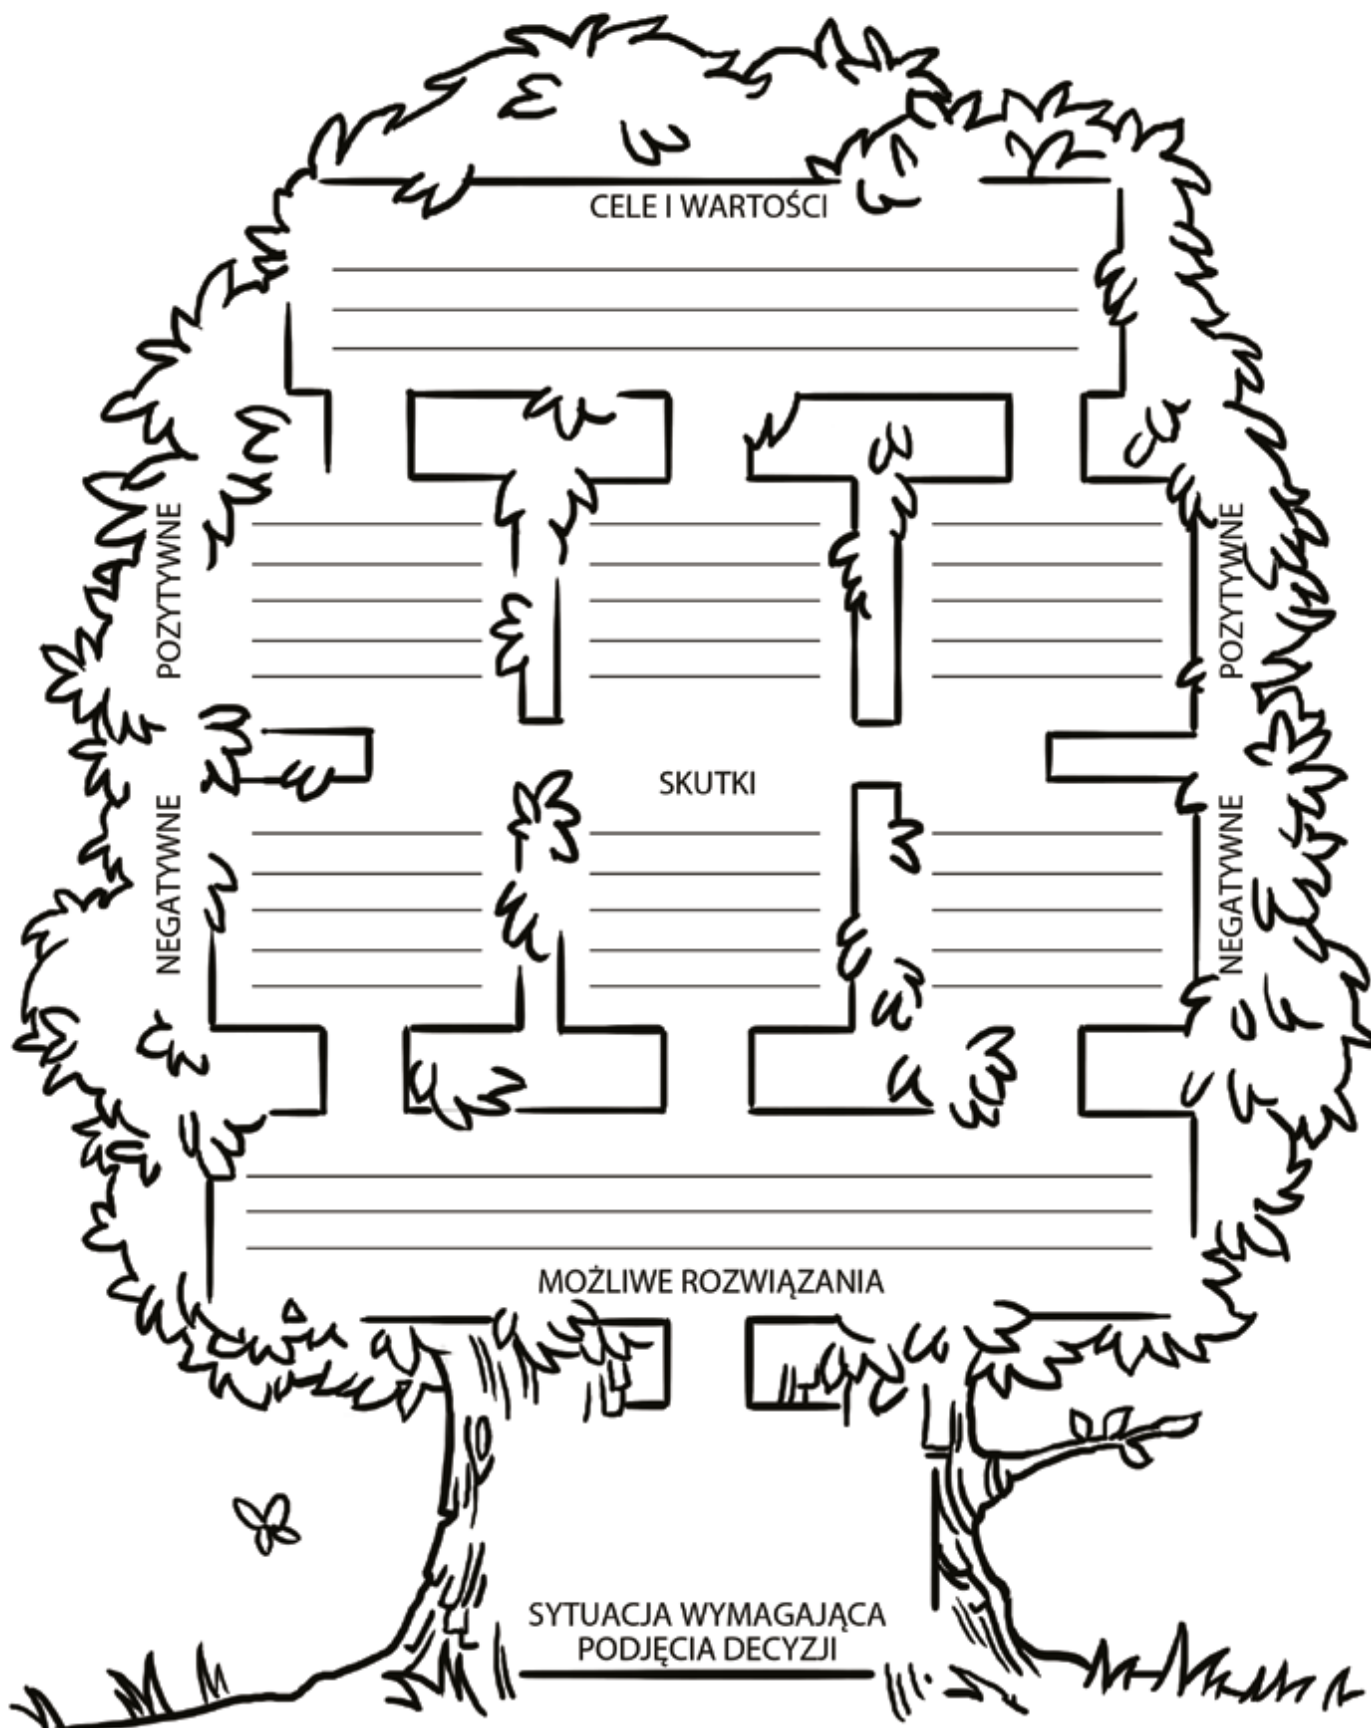 CELE I WARTOŚCI
POZYTYWNE
POZYTYWNE
SKUTKI
NEGATYWNE
NEGATYWNE
MOŻLIWE ROZWIĄZANIA
SYTUACJA WYMAGAJĄCA
PODJĘCIA DECYZJI